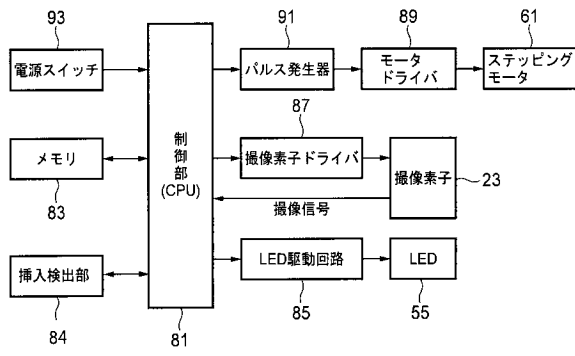 93
91
89
61
電源スイッチ
パルス発生器
モータ
ドライバ
ステッピング
モータ
87
メモリ
83
制御部
(CPU)
撮像素子ドライバ
撮像素子
23
撮像信号
挿入検出部
84
81
LED駆動回路
85
LED
55